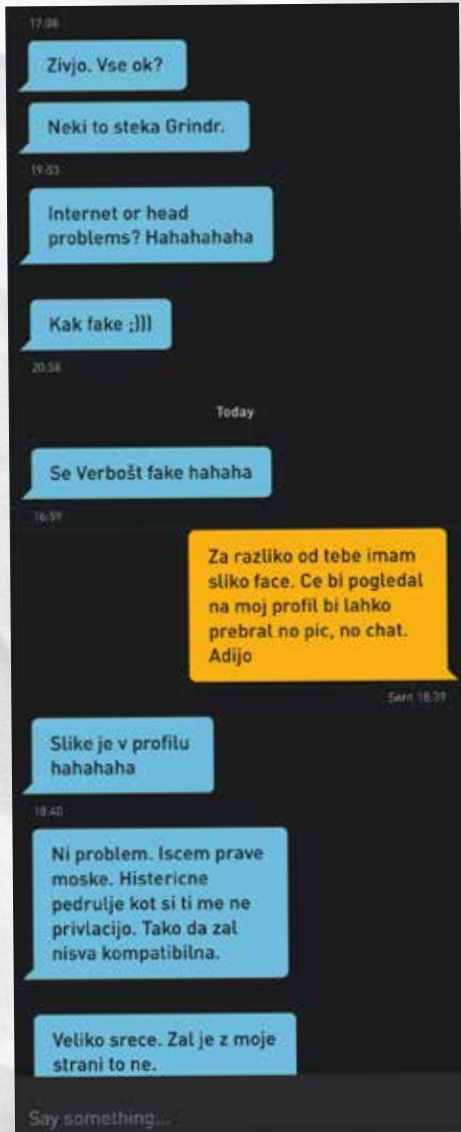 17:08
Zivjo. Vse ok?
Neki to steka Grindr.
19:53
Internet or head
problems? Hahahahaha
Kak fake ;)))
20:58
Today
Se Verbošt fake hahaha
16:59
Za razliko od tebe imam
sliko face. Ce bi pogledal
na moj profil bi lahko
prebral no pic, no chat.
Adijo
Sent 18:39
Slike je v profilu
hahahaha
18:40
Ni problem. Iscem prave
moske. Histericne
pedrulje kot si ti me ne
privlacijo. Tako da zal
nisva kompatibilna.
Veliko srece. Zal je z moje
strani to ne.
Say something...